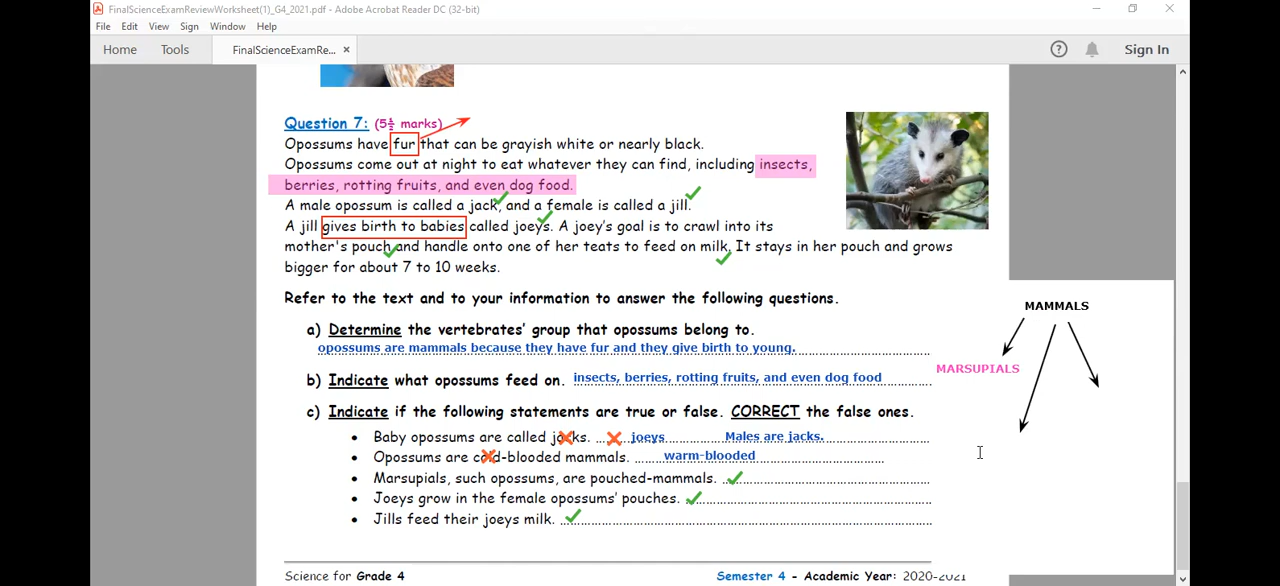 FinalScienceExamReviewWorksheet(1)_G4_2021.pdf - Adobe Acrobat Reader DC (32-bit)
File Edit View Sign Window Help
Home Tools FinalScienceExamRe... × Sign In
Question 7: (5½ marks)
Opossums have fur that can be grayish white or nearly black.
Opossums come out at night to eat whatever they can find, including insects,
berries, rotting fruits, and even dog food.
A male opossum is called a jack, and a female is called a jill.
A jill gives birth to babies called joeys. A joey's goal is to crawl into its
mother's pouch and handle onto one of her teats to feed on milk. It stays in her pouch and grows
bigger for about 7 to 10 weeks.
Refer to the text and to your information to answer the following questions.
a) Determine the vertebrates' group that opossums belong to.
opossums are mammals because they have fur and they give birth to young.
b) Indicate what opossums feed on. insects, berries, rotting fruits, and even dog food
c) Indicate if the following statements are true or false. CORRECT the false ones.
• Baby opossums are called jacks. joeys Males are jacks.
• Opossums are cold-blooded mammals. warm-blooded
• Marsupials, such opossums, are pouched-mammals.
• Joeys grow in the female opossums' pouches.
• Jills feed their joeys milk.
MAMMALS
MARSUPIALS
Science for Grade 4 Semester 4 - Academic Year: 2020-2021